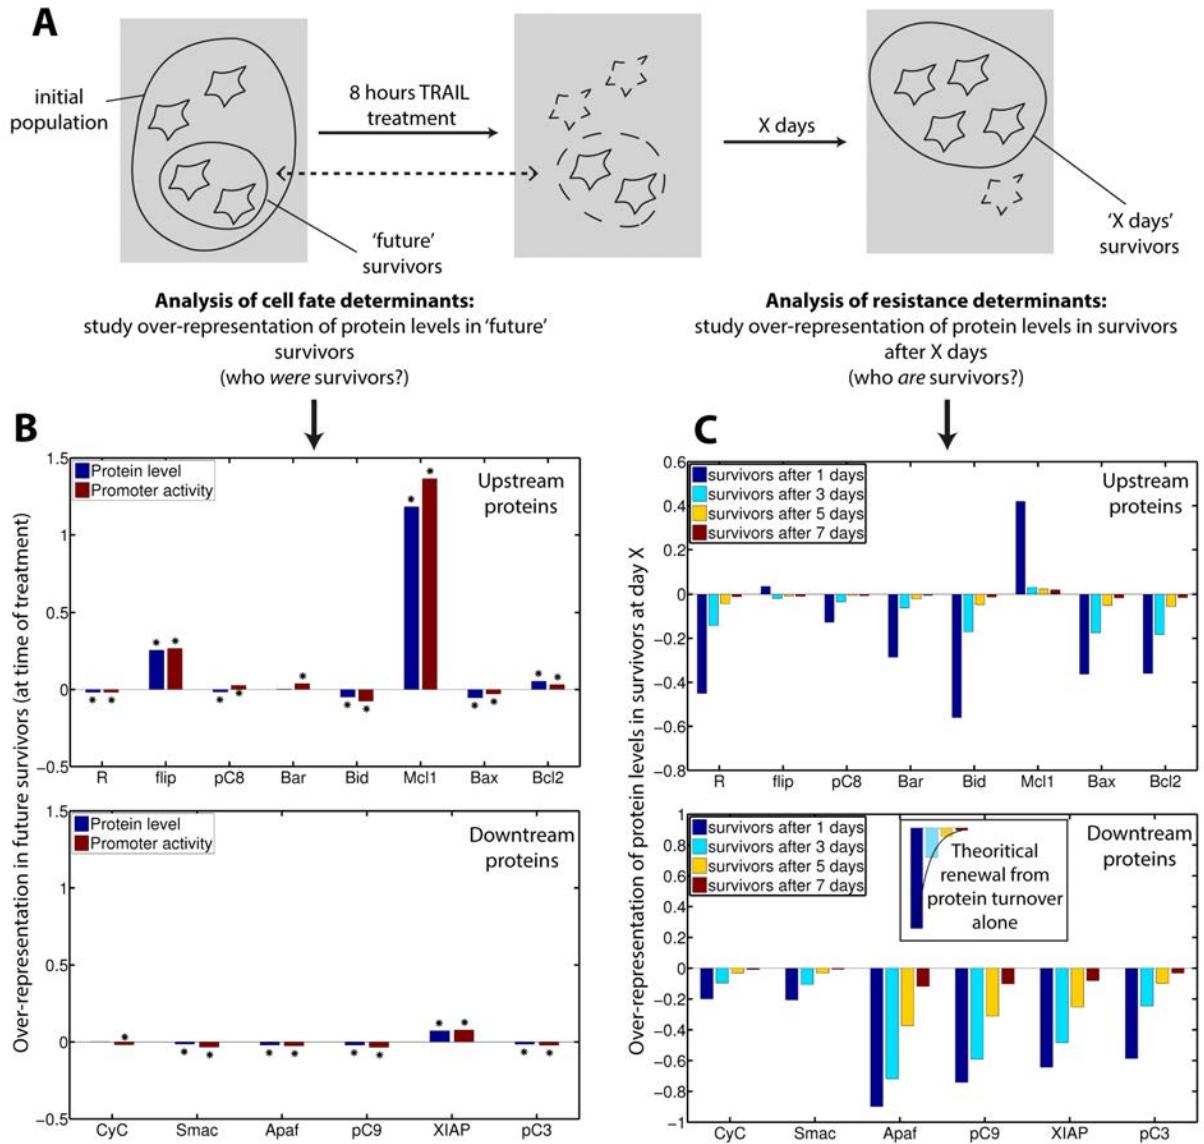 A
initial
population
8 hours TRAIL
treatment
X days
'future'
survivors
'X days'
survivors
Analysis of cell fate determinants:
study over-representation of protein levels in 'future'
survivors
(who were survivors?)
Analysis of resistance determinants:
study over-representation of protein levels in survivors
after X days
(who are survivors?)
B
Over-representation in future survivors (at time of treatment)
1.5
1
0.5
0
−0.5
Protein level
Promoter activity
Upstream
proteins
* * * * * * * * * * * * * * *
R flip pC8 Bar Bid Mcl1 Bax Bcl2
1.5
1
0.5
0
−0.5
Protein level
Promoter activity
Downtream
proteins
* * * * * * * * * * *
CyC Smac Apaf pC9 XIAP pC3
C
Over-representation of protein levels in survivors at day X
0.6
0.4
0.2
0
−0.2
−0.4
−0.6
−0.8
survivors after 1 days
survivors after 3 days
survivors after 5 days
survivors after 7 days
Upstream
proteins
R flip pC8 Bar Bid Mcl1 Bax Bcl2
1
0.8
0.6
0.4
0.2
0
−0.2
−0.4
−0.6
−0.8
−1
survivors after 1 days
survivors after 3 days
survivors after 5 days
survivors after 7 days
Theoritical
renewal from
protein turnover
alone
Downtream
proteins
CyC Smac Apaf pC9 XIAP pC3